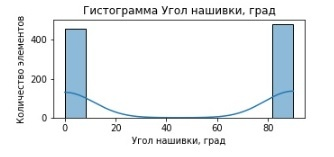 Гистограмма Угол нашивки, град
Количество элементов
400
200
0
0 20 40 60 80
Угол нашивки, град